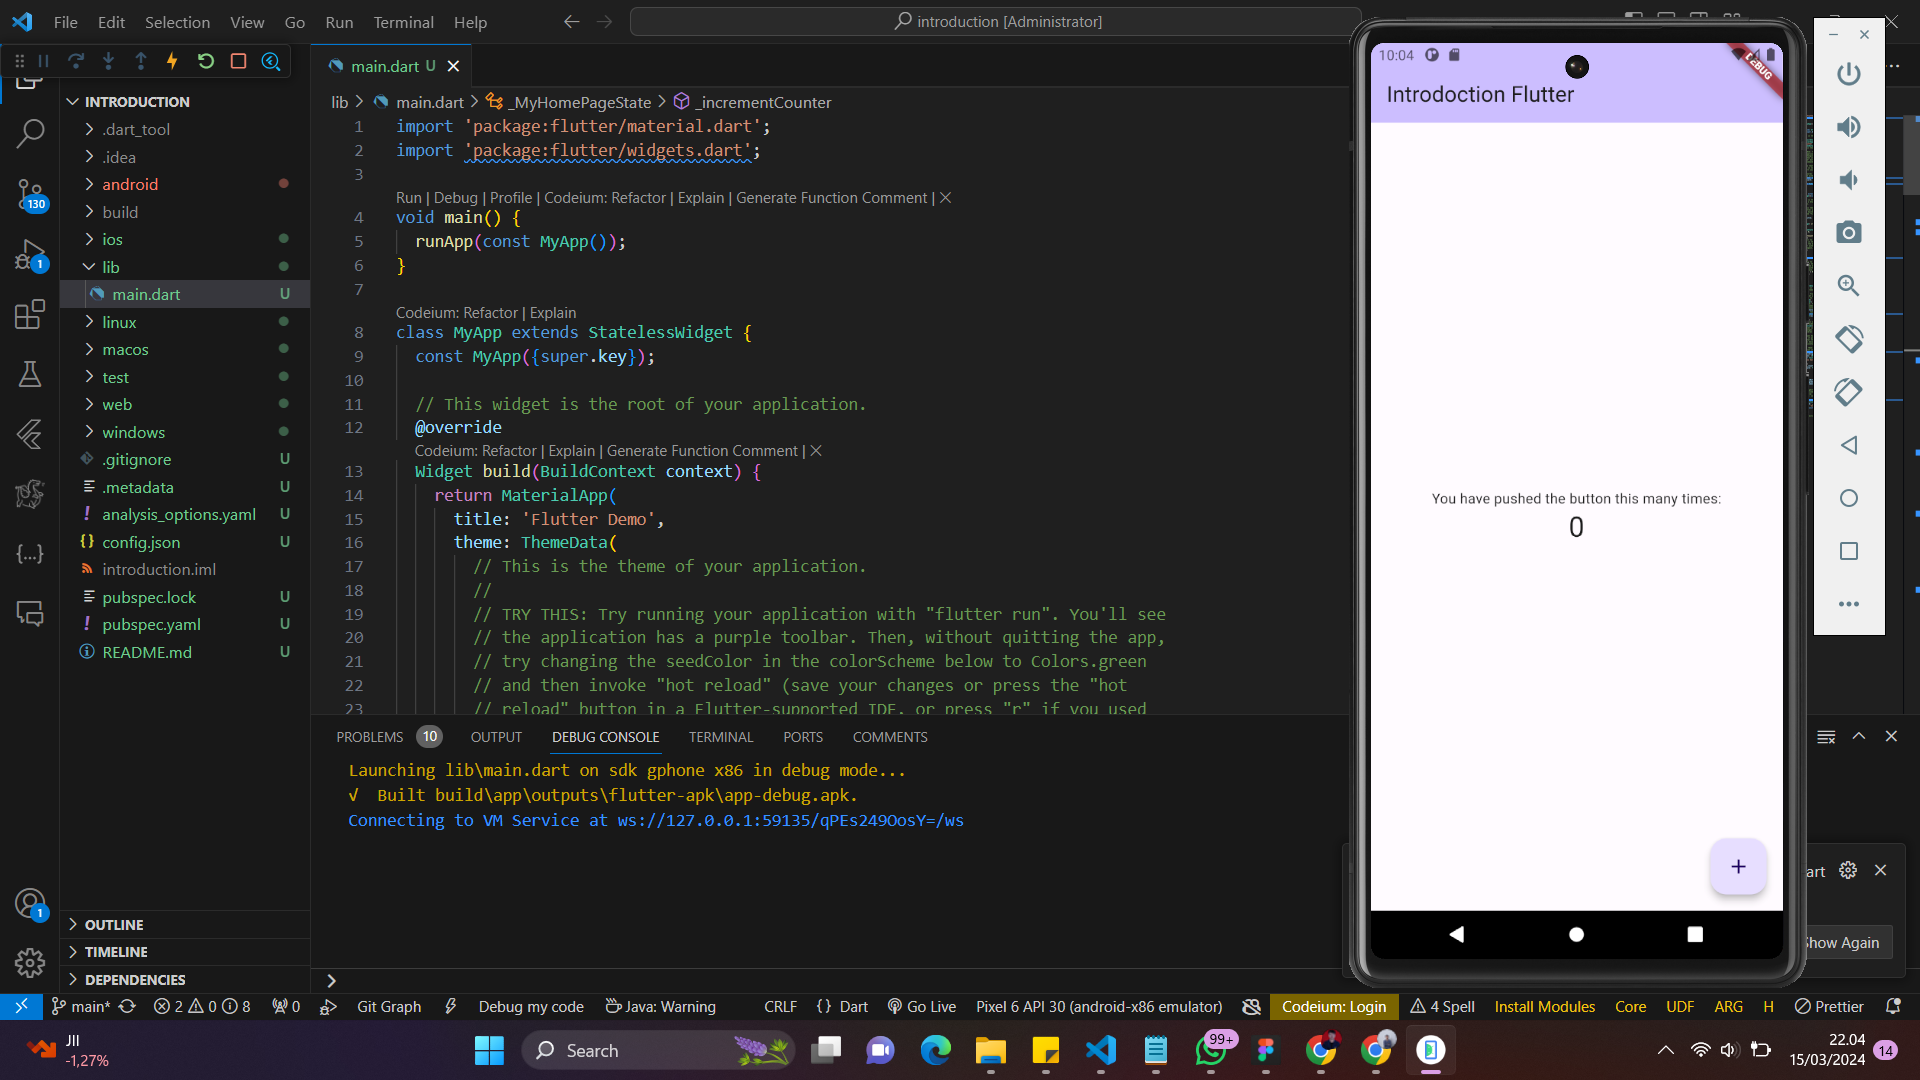 File Edit Selection View Go Run Terminal Help
introduction [Administrator]
main.dart U
INTRODUCTION
.dart_tool
.idea
android
130
build
ios
1
lib
main.dart U
linux
macos
test
web
windows
.gitignore U
.metadata U
analysis_options.yaml U
config.json U
introduction.iml
pubspec.lock U
pubspec.yaml U
README.md U
1
OUTLINE
TIMELINE
DEPENDENCIES
lib > main.dart > _MyHomePageState > _incrementCounter
1 import 'package:flutter/material.dart';
2 import 'package:flutter/widgets.dart';
3
Run | Debug | Profile | Codeium: Refactor | Explain | Generate Function Comment | X
4 void main() {
5 runApp(const MyApp());
6 }
7
Codeium: Refactor | Explain
8 class MyApp extends StatelessWidget {
9 const MyApp({super.key});
10
11 // This widget is the root of your application.
12 @override
Codeium: Refactor | Explain | Generate Function Comment | X
13 Widget build(BuildContext context) {
14 return MaterialApp(
15 title: 'Flutter Demo',
16 theme: ThemeData(
17 // This is the theme of your application.
18 //
19 // TRY THIS: Try running your application with "flutter run". You'll see
20 // the application has a purple toolbar. Then, without quitting the app,
21 // try changing the seedColor in the colorScheme below to Colors.green
22 // and then invoke "hot reload" (save your changes or press the "hot
23 // reload" button in a Flutter-supported IDE, or press "r" if you used
PROBLEMS 10 OUTPUT DEBUG CONSOLE TERMINAL PORTS COMMENTS
Launching lib\main.dart on sdk gphone x86 in debug mode...
√ Built build\app\outputs\flutter-apk\app-debug.apk.
Connecting to VM Service at ws://127.0.0.1:59135/qPEs249OosY=/ws
10:04
DEBUG
Introdoction Flutter
You have pushed the button this many times:
0
+
art
Show Again
main* 2 0 8 0 Git Graph Debug my code Java: Warning CRLF {} Dart Go Live Pixel 6 API 30 (android-x86 emulator) Codeium: Login 4 Spell Install Modules Core UDF ARG H Prettier
JII
-1,27%
Search
99+
22.04
15/03/2024
14